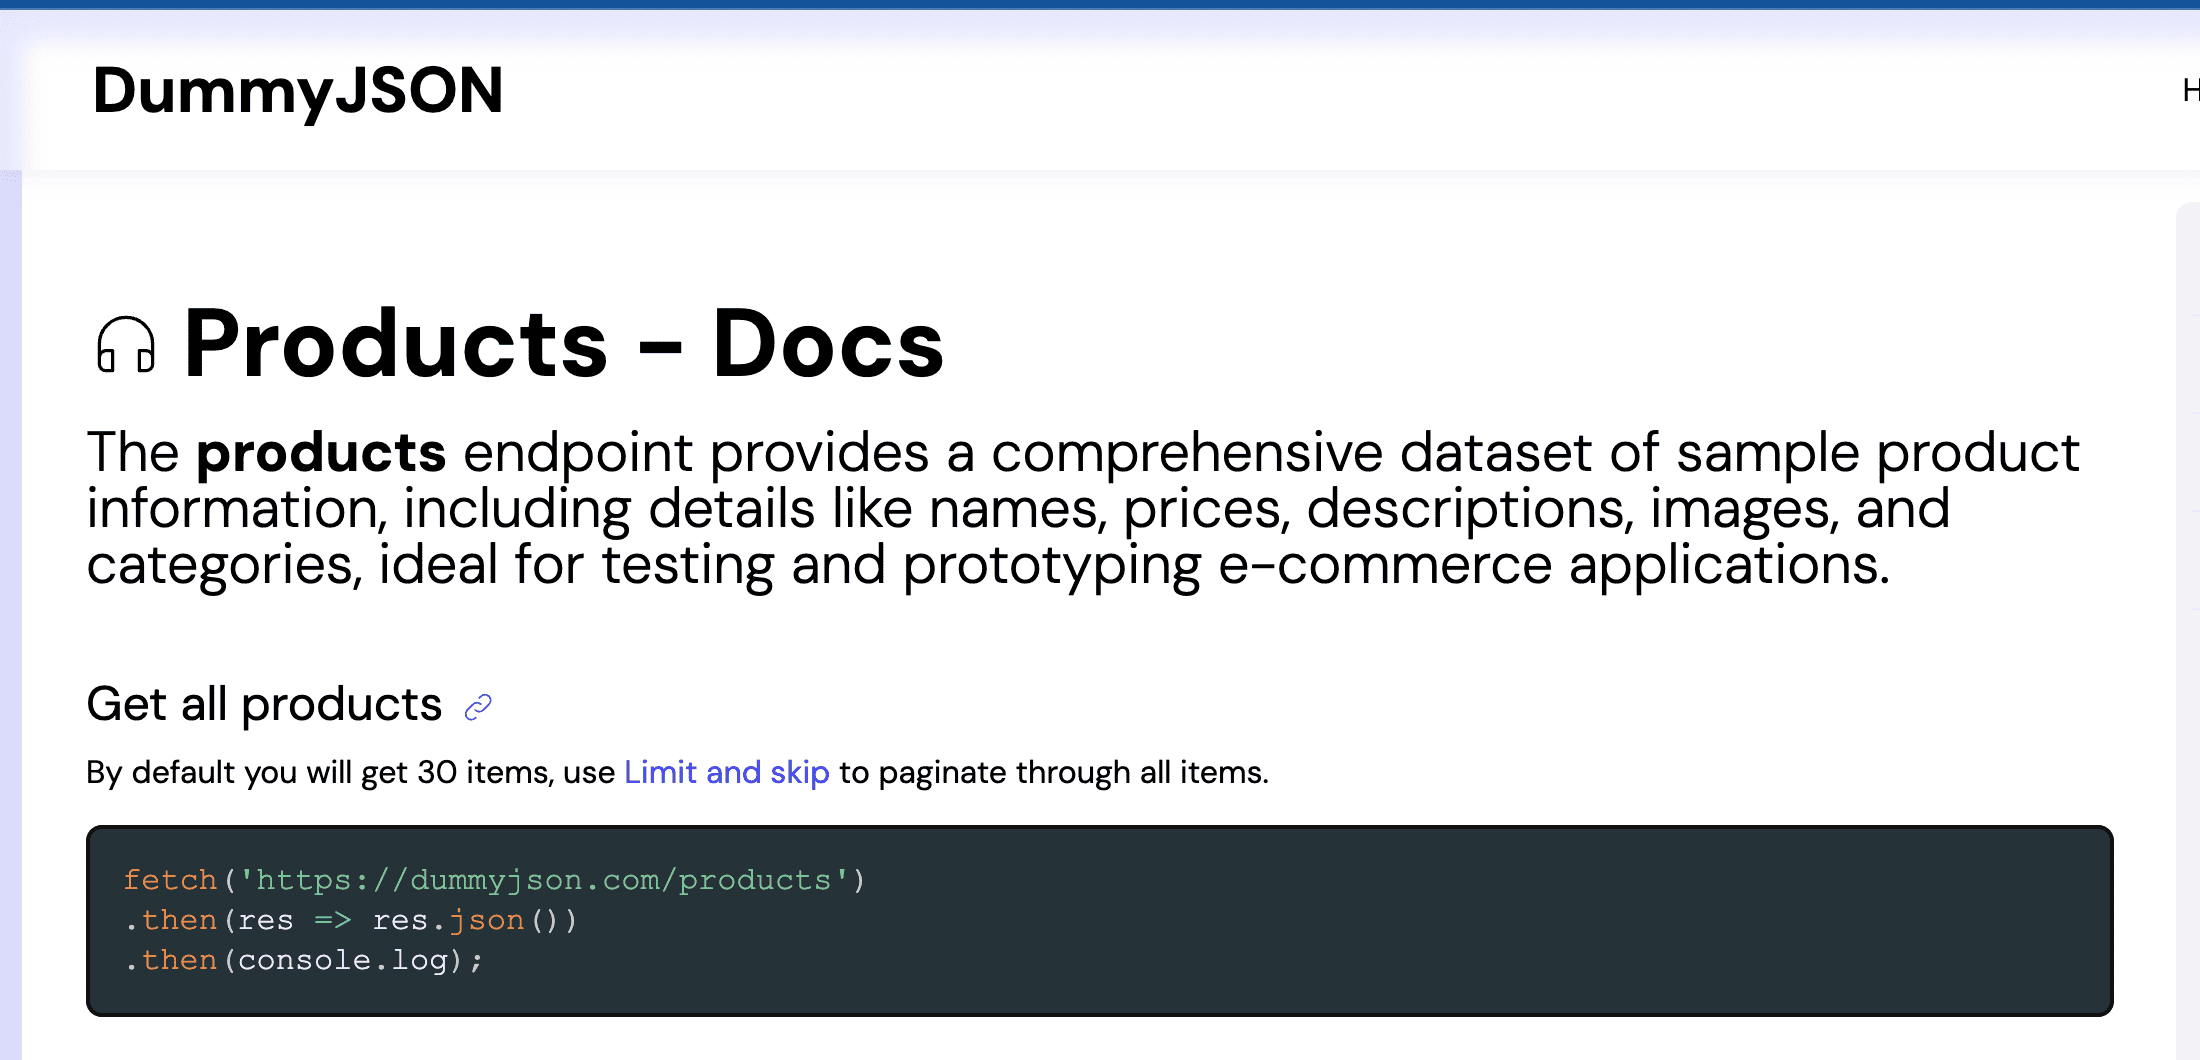 DummyJSON
Products - Docs
The products endpoint provides a comprehensive dataset of sample product
information, including details like names, prices, descriptions, images, and
categories, ideal for testing and prototyping e-commerce applications.
Get all products
By default you will get 30 items, use Limit and skip to paginate through all items.
fetch('https://dummyjson.com/products')
.then(res => res.json())
.then(console.log);